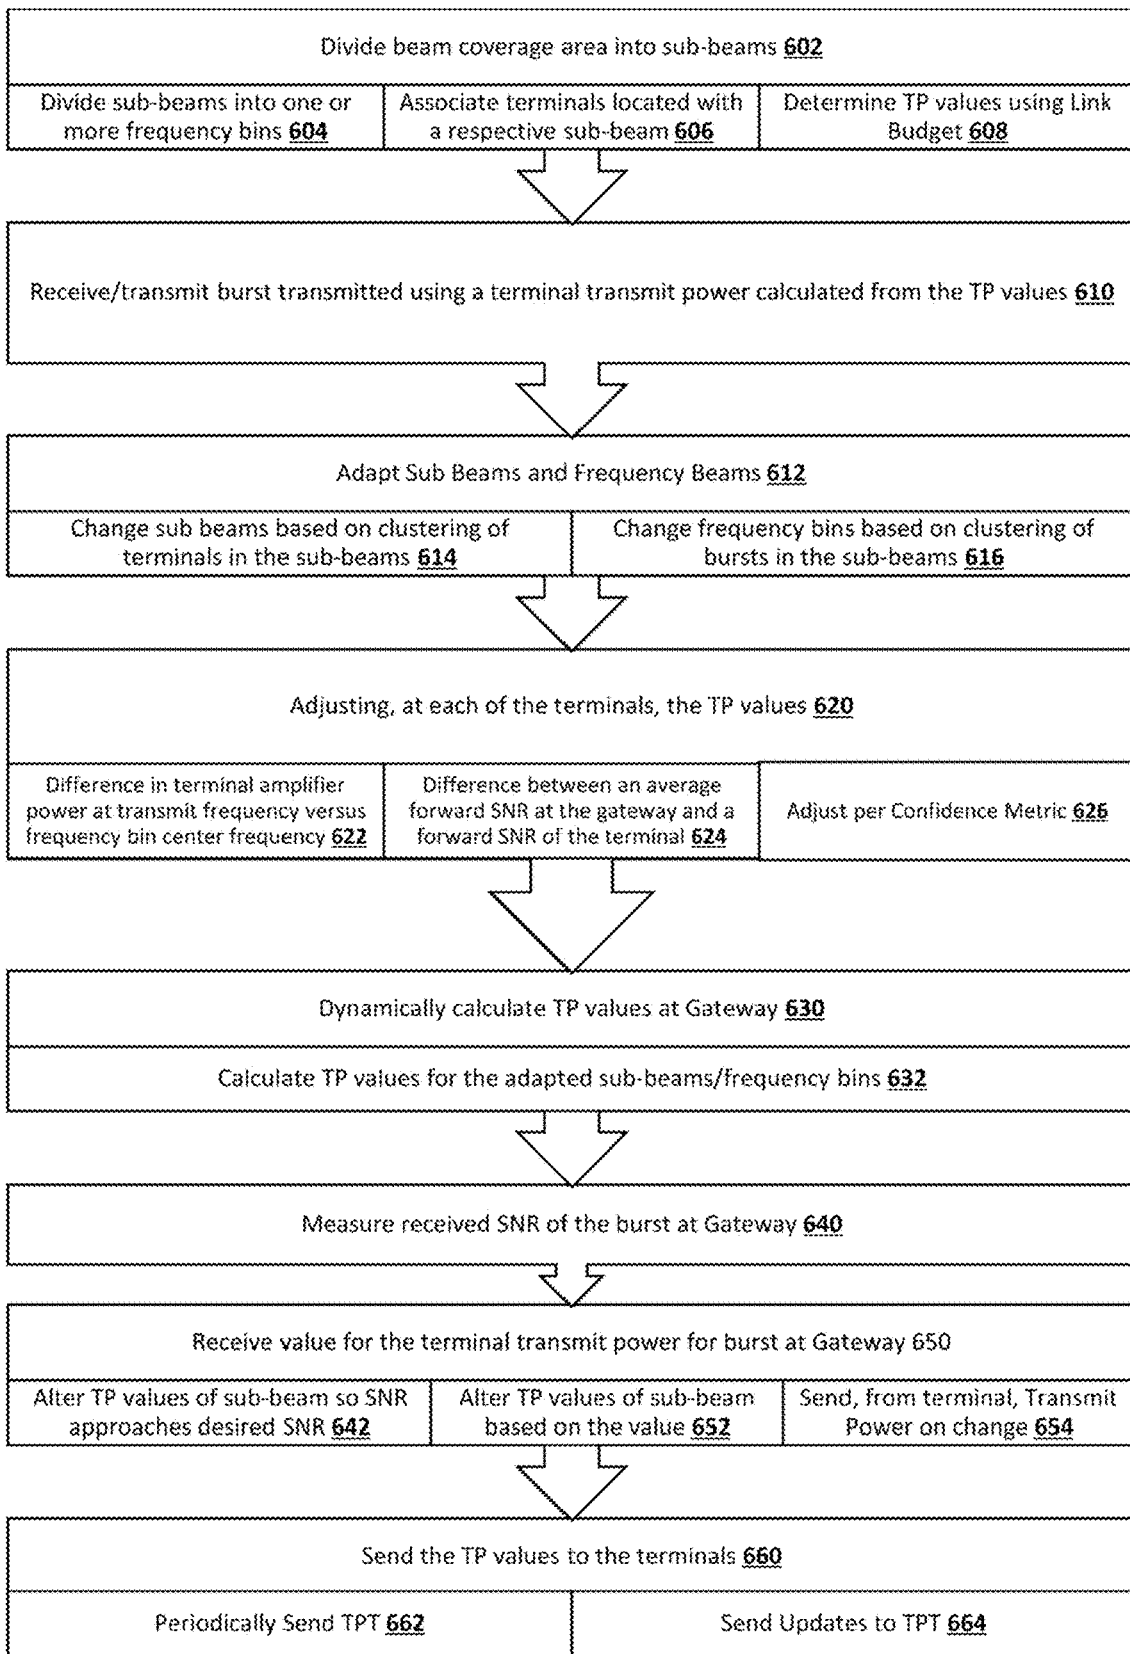 Divide beam coverage area into sub-beams 602
Divide sub-beams into one or
more frequency bins 604
Associate terminals located with
a respective sub-beam 606
Determine TP values using Link
Budget 608
Receive/transmit burst transmitted using a terminal transmit power calculated from the TP values 610
Adapt Sub Beams and Frequency Beams 612
Change sub beams based on clustering of
terminals in the sub-beams 614
Change frequency bins based on clustering of
bursts in the sub-beams 616
Adjusting, at each of the terminals, the TP values 620
Difference in terminal amplifier
power at transmit frequency versus
frequency bin center frequency 622
Difference between an average
forward SNR at the gateway and a
forward SNR of the terminal 624
Adjust per Confidence Metric 626
Dynamically calculate TP values at Gateway 630
Calculate TP values for the adapted sub-beams/frequency bins 632
Measure received SNR of the burst at Gateway 640
Receive value for the terminal transmit power for burst at Gateway 650
Alter TP values of sub-beam so SNR
approaches desired SNR 642
Alter TP values of sub-beam
based on the value 652
Send, from terminal, Transmit
Power on change 654
Send the TP values to the terminals 660
Periodically Send TPT 662
Send Updates to TPT 664